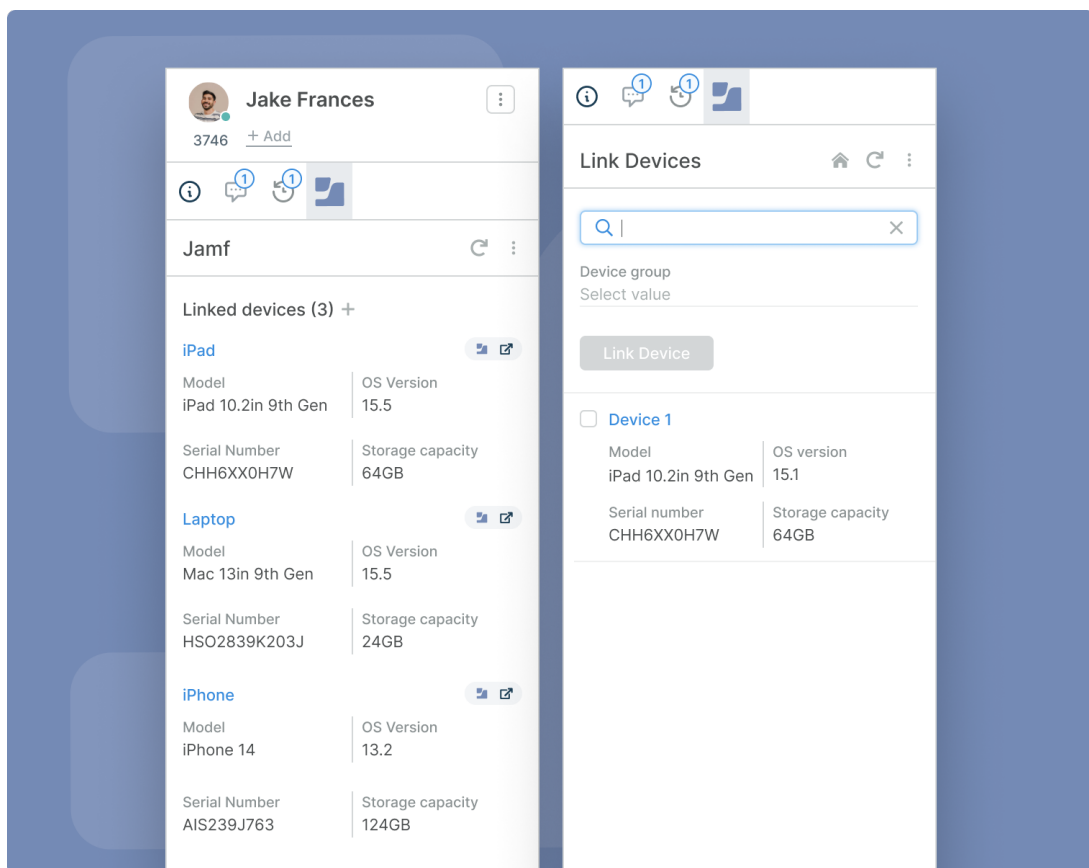 Jake Frances
3746
+ Add
1
1
Jamf
Linked devices (3) +
iPad
Model
OS Version
iPad 10.2in 9th Gen
15.5
Serial Number
Storage capacity
CHH6XX0H7W
64GB
Laptop
Model
OS Version
Mac 13in 9th Gen
15.5
Serial Number
Storage capacity
HSO2839K203J
24GB
iPhone
Model
OS Version
iPhone 14
13.2
Serial Number
Storage capacity
AIS239J763
124GB
1
1
Link Devices
Device group
Select value
Link Device
Device 1
Model
OS version
iPad 10.2in 9th Gen
15.1
Serial number
Storage capacity
CHH6XX0H7W
64GB